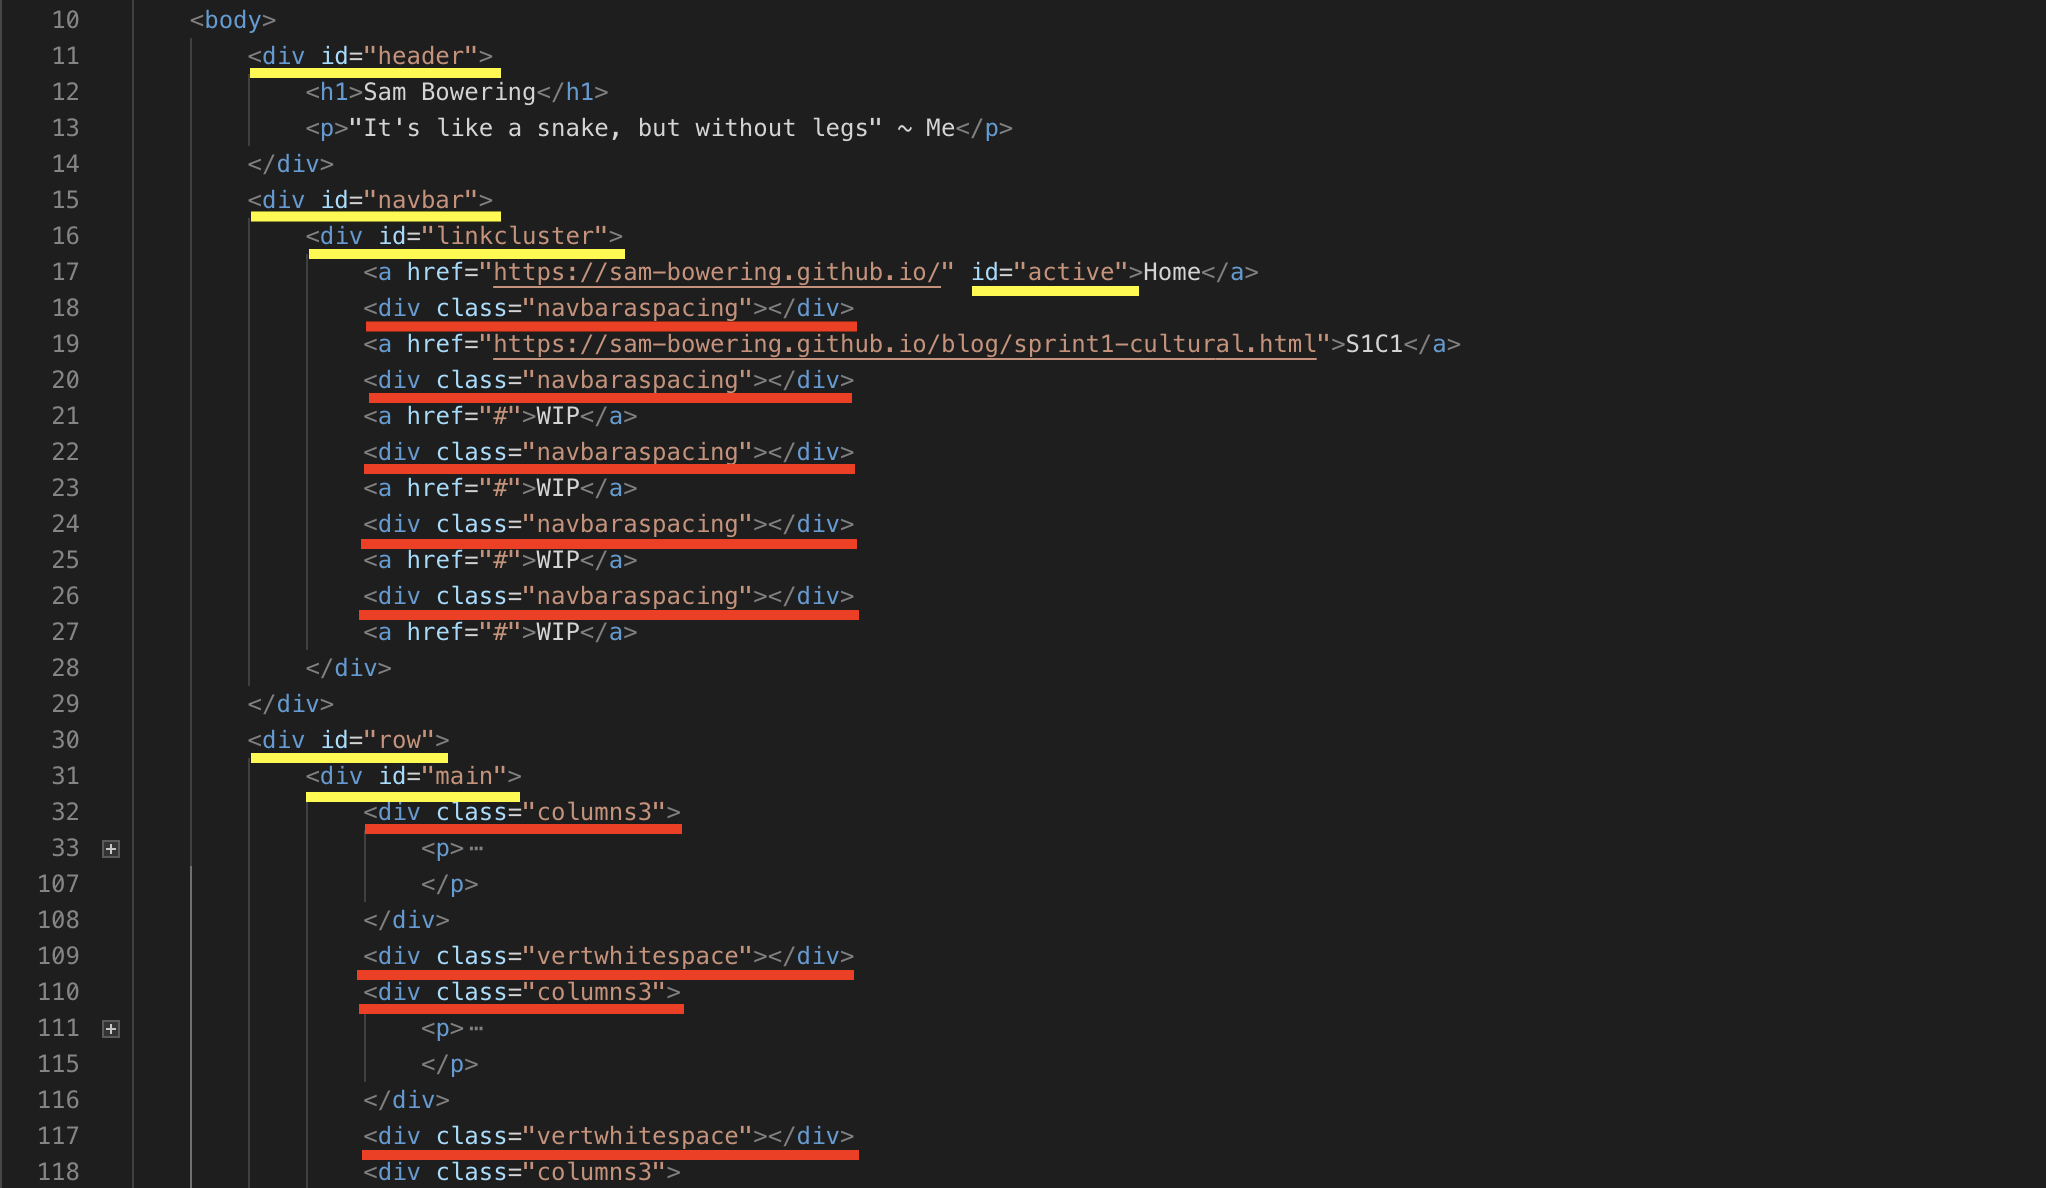 10 <body>
11 <div id="header">
12 <h1>Sam Bowering</h1>
13 <p>"It's like a snake, but without legs" ~ Me</p>
14 </div>
15 <div id="navbar">
16 <div id="linkcluster">
17 <a href="https://sam-bowering.github.io/" id="active">Home</a>
18 <div class="navbaraspacing"></div>
19 <a href="https://sam-bowering.github.io/blog/sprint1-cultural.html">S1C1</a>
20 <div class="navbaraspacing"></div>
21 <a href="#">WIP</a>
22 <div class="navbaraspacing"></div>
23 <a href="#">WIP</a>
24 <div class="navbaraspacing"></div>
25 <a href="#">WIP</a>
26 <div class="navbaraspacing"></div>
27 <a href="#">WIP</a>
28 </div>
29 </div>
30 <div id="row">
31 <div id="main">
32 <div class="columns3">
33 <p>…
107 </p>
108 </div>
109 <div class="vertwhitespace"></div>
110 <div class="columns3">
111 <p>…
115 </p>
116 </div>
117 <div class="vertwhitespace"></div>
118 <div class="columns3">